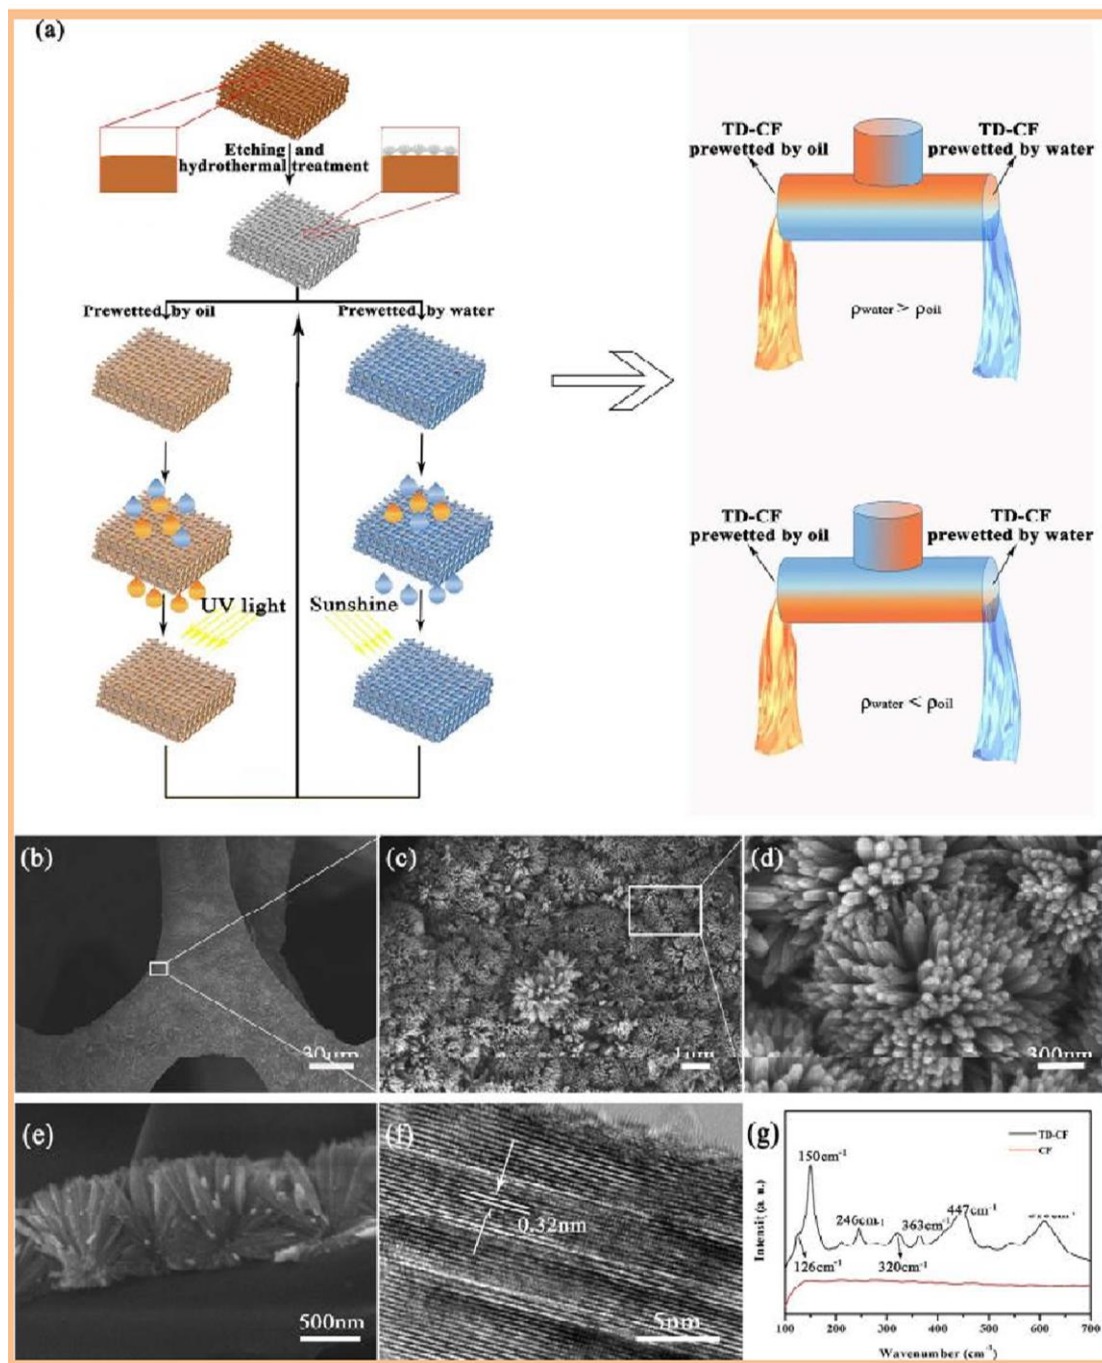 (a)
Etching and
hydrothermal treatment
Prewetted by oil
Prewetted by water
UV light
Sunshine
TD-CF
prewetted by oil
TD-CF
prewetted by water
ρwater > ρoil
TD-CF
prewetted by oil
TD-CF
prewetted by water
ρwater < ρoil
(b)
(c)
1μm
(d)
300nm
(e)
500nm
(f)
0.32nm
5nm
(g)
TD-CF
CF
150cm⁻¹
246cm-1
363cm⁻¹
447cm⁻¹
126cm⁻¹
320cm⁻¹
(a. u.)
100 200 300 400 500 600 700
Wavenumber (cm⁻¹)